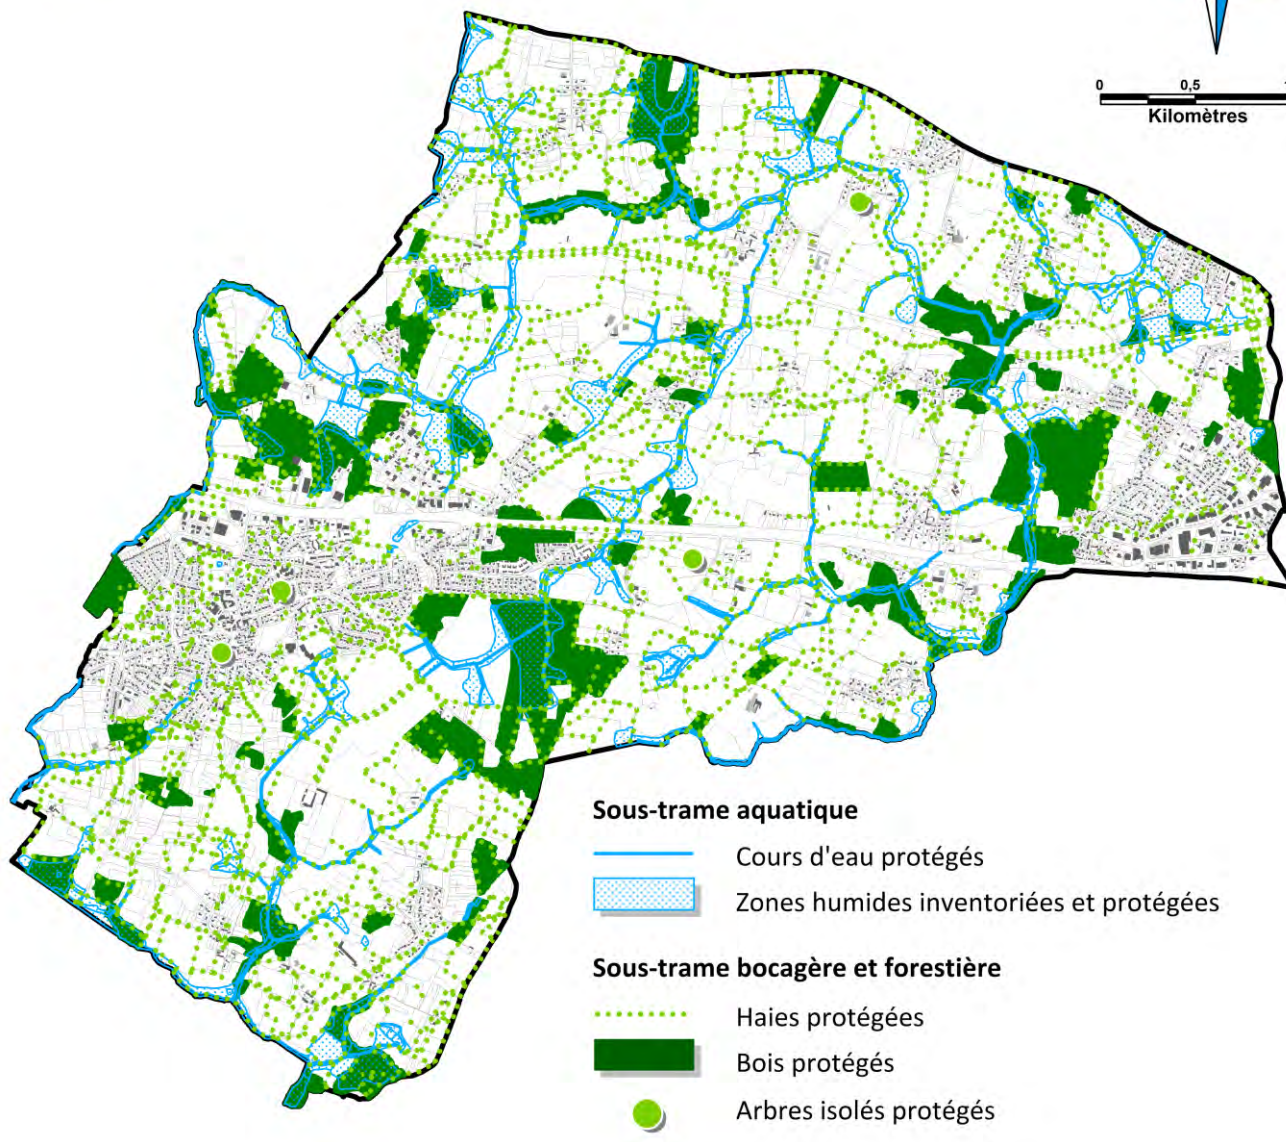 0 0,5
Kilomètres
Sous-trame aquatique
Cours d'eau protégés
Zones humides inventoriées et protégées
Sous-trame bocagère et forestière
Haies protégées
Bois protégés
Arbres isolés protégés